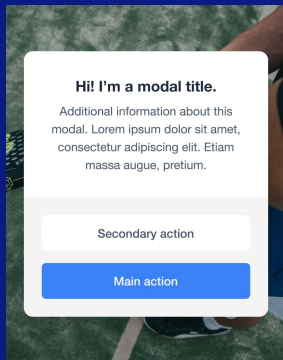 Hi! I'm a modal title.
Additional information about this
modal. Lorem ipsum dolor sit amet,
consectetur adipiscing elit. Etiam
massa augue, pretium.
Secondary action
Main action